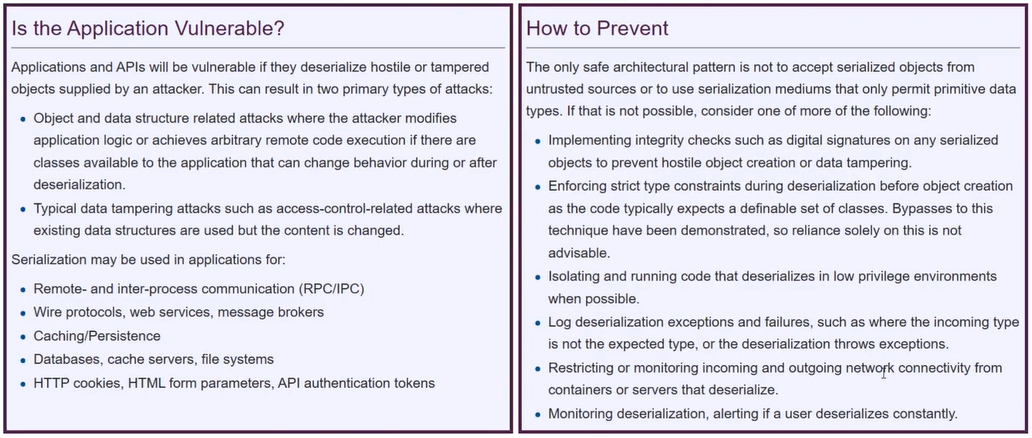 Is the Application Vulnerable?
Applications and APIs will be vulnerable if they deserialize hostile or tampered
objects supplied by an attacker. This can result in two primary types of attacks:
• Object and data structure related attacks where the attacker modifies
application logic or achieves arbitrary remote code execution if there are
classes available to the application that can change behavior during or after
deserialization.
• Typical data tampering attacks such as access-control-related attacks where
existing data structures are used but the content is changed.
Serialization may be used in applications for:
• Remote- and inter-process communication (RPC/IPC)
• Wire protocols, web services, message brokers
• Caching/Persistence
• Databases, cache servers, file systems
• HTTP cookies, HTML form parameters, API authentication tokens
How to Prevent
The only safe architectural pattern is not to accept serialized objects from
untrusted sources or to use serialization mediums that only permit primitive data
types. If that is not possible, consider one of more of the following:
• Implementing integrity checks such as digital signatures on any serialized
objects to prevent hostile object creation or data tampering.
• Enforcing strict type constraints during deserialization before object creation
as the code typically expects a definable set of classes. Bypasses to this
technique have been demonstrated, so reliance solely on this is not
advisable.
• Isolating and running code that deserializes in low privilege environments
when possible.
• Log deserialization exceptions and failures, such as where the incoming type
is not the expected type, or the deserialization throws exceptions.
• Restricting or monitoring incoming and outgoing network connectivity from
containers or servers that deserialize.
• Monitoring deserialization, alerting if a user deserializes constantly.